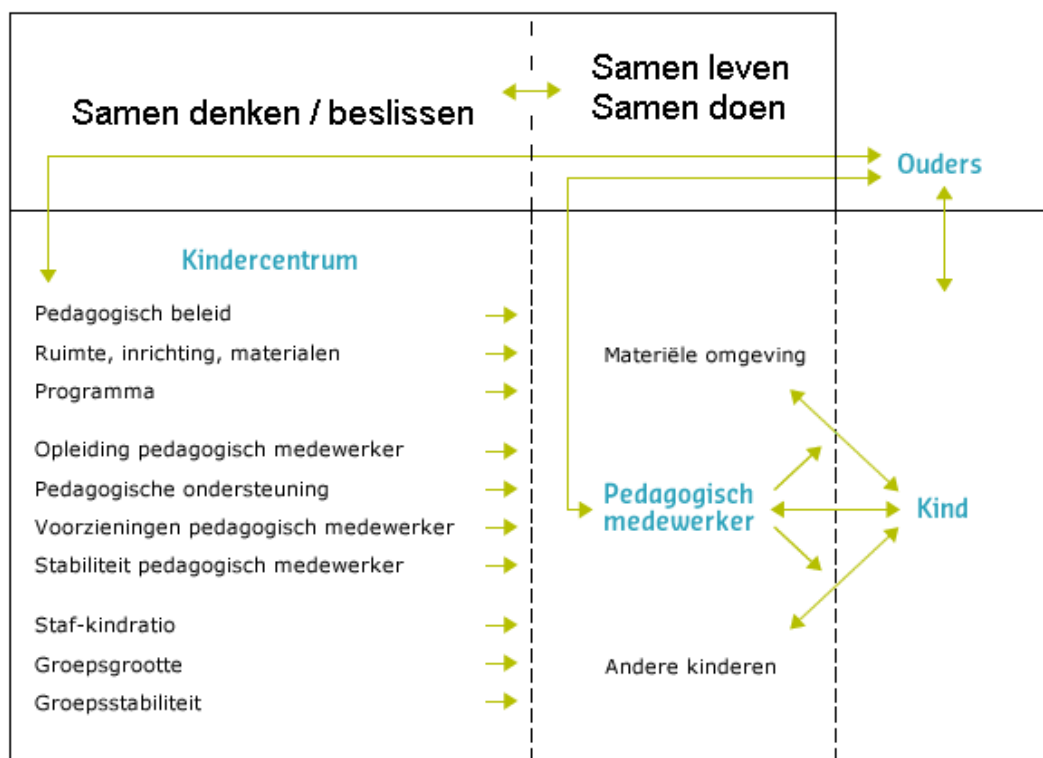 Samen denken / beslissen
Samen leven
Samen doen
Ouders
Kindercentrum
Pedagogisch beleid
Ruimte, inrichting, materialen
Programma
Opleiding pedagogisch medewerker
Pedagogische ondersteuning
Voorzieningen pedagogisch medewerker
Stabiliteit pedagogisch medewerker
Staf-kindratio
Groepsgrootte
Groepsstabiliteit
Materiële omgeving
Pedagogisch
medewerker
Andere kinderen
Kind